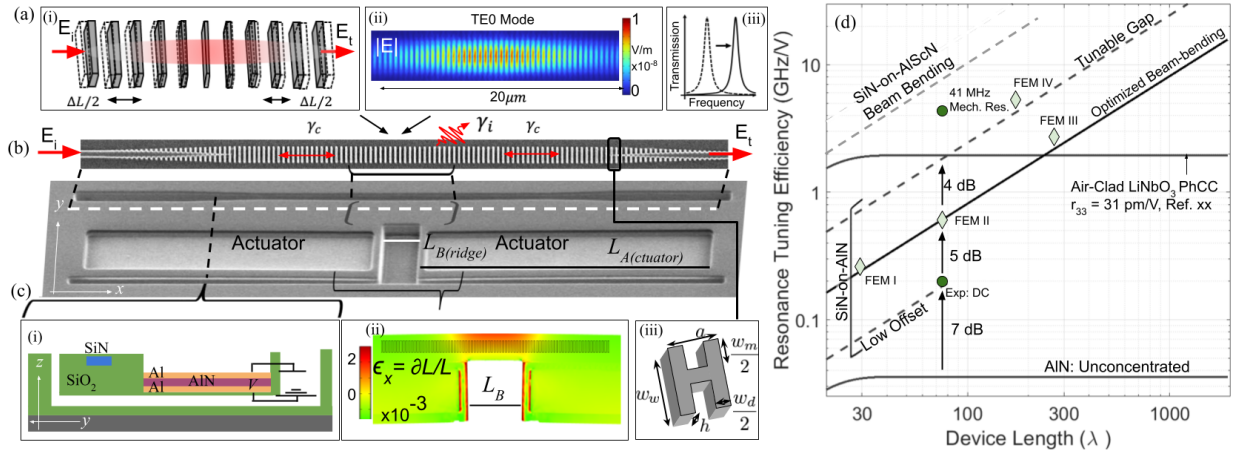 (a)
(i)
E_i
E_t
ΔL/2
ΔL/2
(ii)
TE0 Mode
|E|
1
V/m
×10^-8
0
20μm
(iii)
Transmission
Frequency
(b)
E_i
γ_c
γ_i
γ_c
E_t
y
x
Actuator
L_B(ridge)
Actuator
L_A(ctuator)
(c)
(i)
z
SiN
SiO_2
Al
AlN
Al
V
y
(ii)
2
0
ϵ_x = ∂L/L
x10^-3
L_B
(iii)
a
w_m/2
w_w
w_d/2
h
(d)
Resonance Tuning Efficiency (GHz/V)
10
1
0.1
30
100
300
1000
Device Length (λ)
SiN-on-AlScN
Beam Bending
41 MHz
Mech. Res.
FEM IV
Tunable Gap
Optimized Beam-bending
FEM III
Air-Clad LiNbO_3 PhCC
r_33 = 31 pm/V, Ref. xx
4 dB
FEM II
5 dB
FEM I
SiN-on-AlN
Exp: DC
Low Offset
7 dB
AlN: Unconcentrated